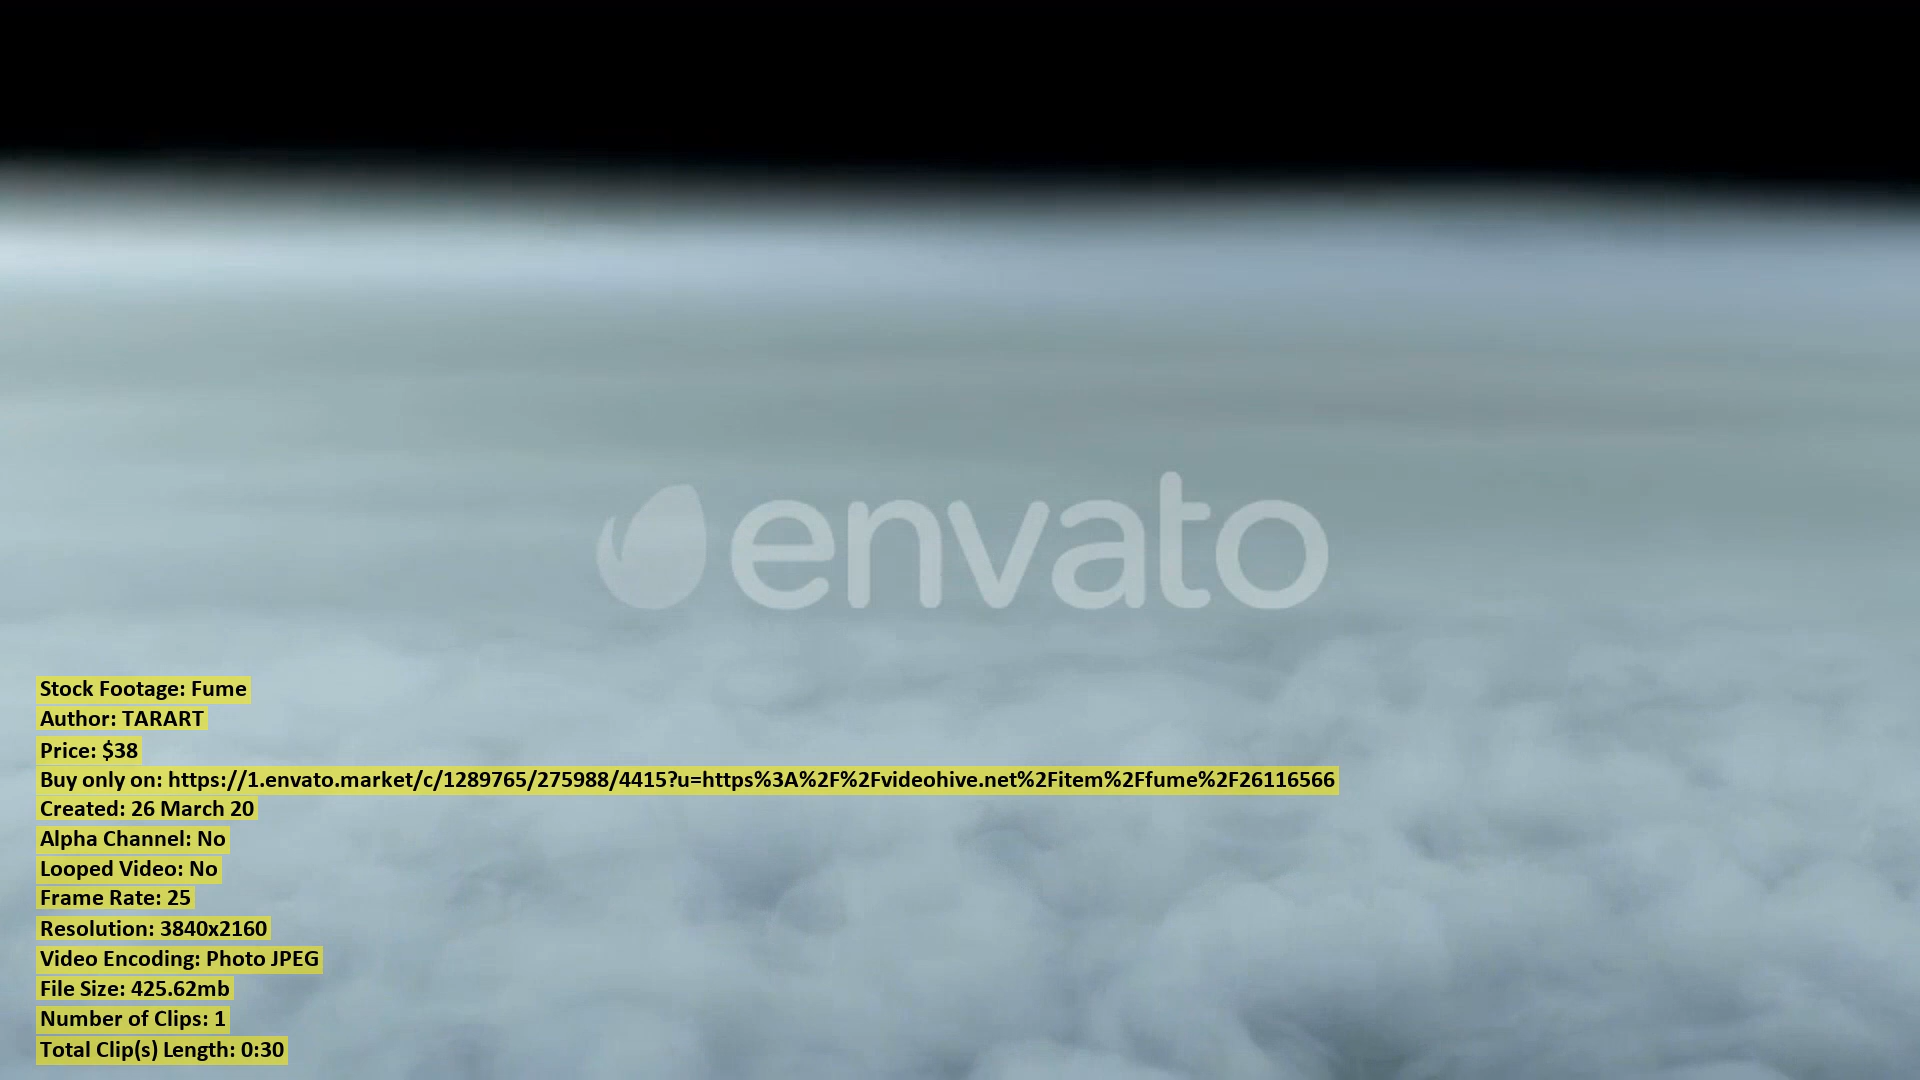 envato
Stock Footage: Fume
Author: TARART
Price: $38
Buy only on: https://1.envato.market/c/1289765/275988/4415?u=https%3A%2F%2Fvideohive.net%2Fitem%2Ffume%2F26116566
Created: 26 March 20
Alpha Channel: No
Looped Video: No
Frame Rate: 25
Resolution: 3840x2160
Video Encoding: Photo JPEG
File Size: 425.62mb
Number of Clips: 1
Total Clip(s) Length: 0:30